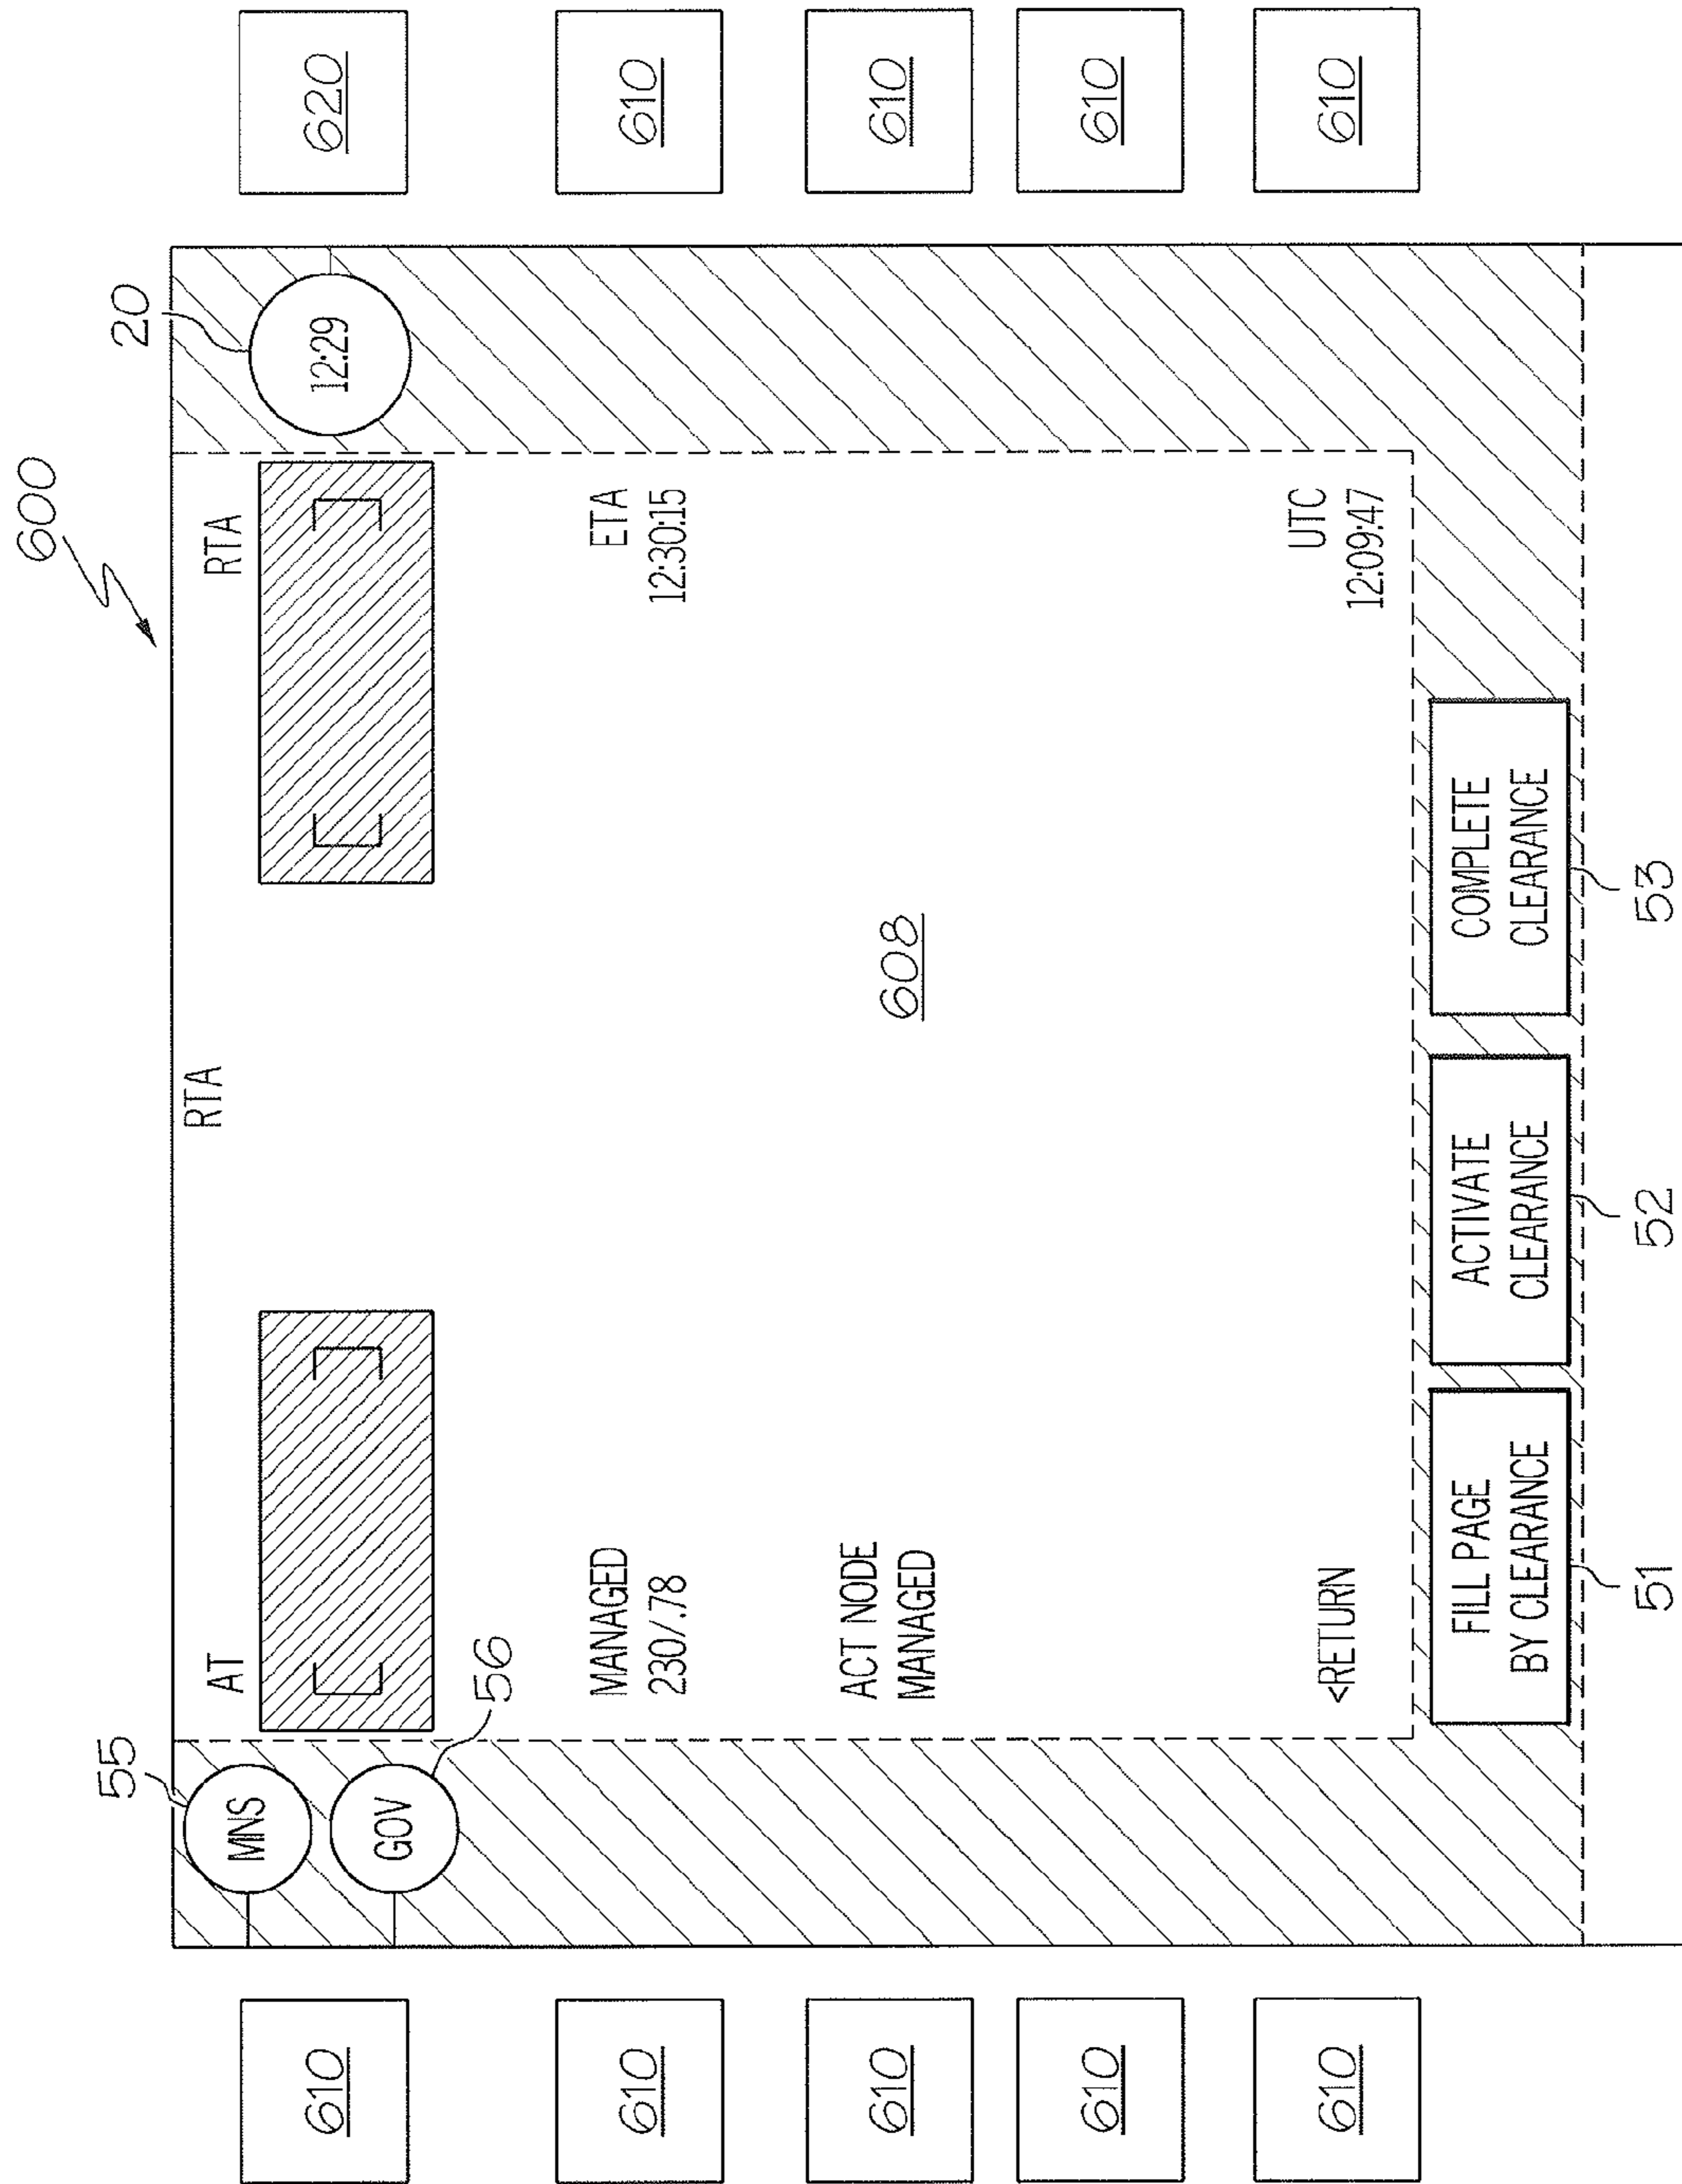 600
20
55
RTA
MNS
AT
RTA
12:29
620
610
GOV
56
MANAGED
230/.78
ETA
12:30:15
610
610
ACT NODE
MANAGED
608
610
610
610
610
<RETURN
UTC
12:09:47
610
610
FILL PAGE
BY CLEARANCE
ACTIVATE
CLEARANCE
COMPLETE
CLEARANCE
51
52
53